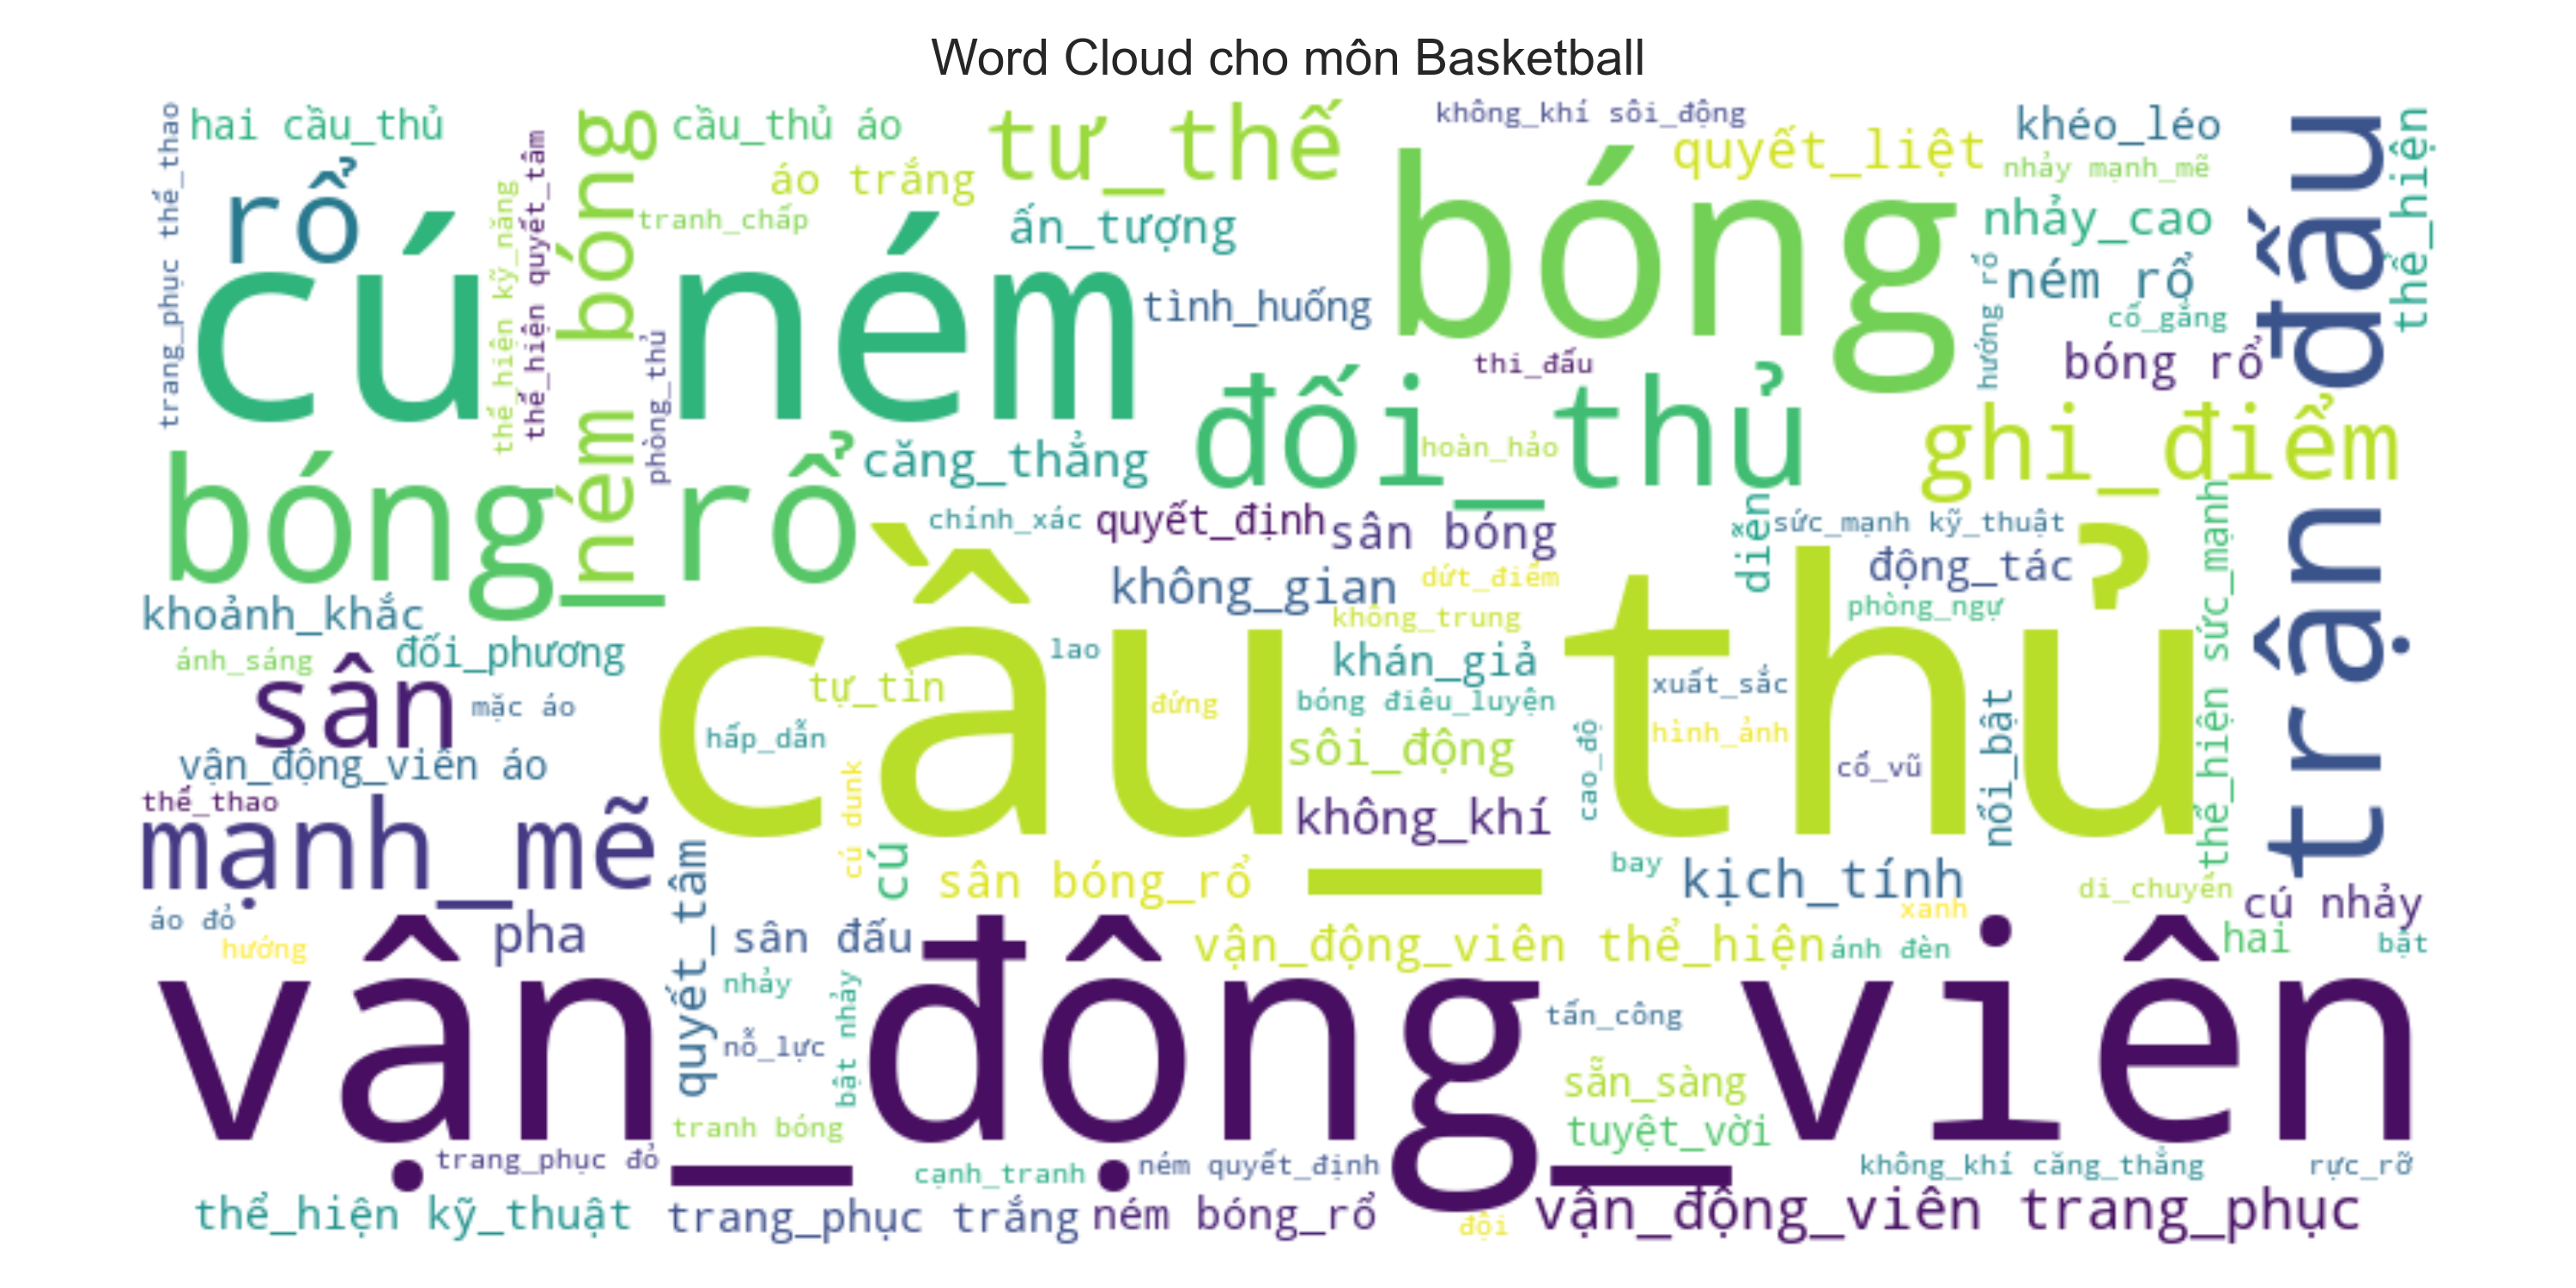 Word Cloud cho môn Basketball
trang_phục thể_thao
hai cầu_thủ
thể_hiện kỹ_năng
thể_hiện quyết_tâm
ném bóng
cầu_thủ áo
tư_thế
không_khí sôi_động
khéo_léo
đấu
trận
thể_hiện
rổ
áo trắng
quyết_liệt
nhảy mạnh_mẽ
tranh_chấp
ấn_tượng
bóng
nhảy_cao
cú ném
tình_huống
hướng rổ
ném rổ
cố_gắng
phòng_thủ
thi_đấu
bóng rổ
đối_thủ
ghi_điểm
bóng_rổ
căng_thẳng
hoàn_hảo
chính_xác
quyết_định
sân bóng
diễn
sức_mạnh kỹ_thuật
thể_hiện sức_mạnh
không_gian
dứt_điểm
động_tác
khoảnh_khắc
không_trung
phòng_ngự
ánh_sáng
đối_phương
cầu_thủ
lao
khán_giả
sân
mặc áo
tự_tin
đứng
bóng điêu_luyện
xuất_sắc
hấp_dẫn
sôi_động
cao_độ
hình_ảnh
nổi_bật
vận_động_viên áo
cú dunk
cổ_vũ
thể_thao
mạnh_mẽ
không_khí
quyết_tâm
cú
sân bóng_rổ
bay
kịch_tính
di_chuyển
áo đỏ
pha
xanh
cú nhảy
hướng
sân đấu
vận_động_viên thể_hiện
ánh đèn
hai
bật
vận_động_viên
nhảy
bật nhảy
nỗ_lực
tấn_công
sẵn_sàng
tranh bóng
tuyệt_vời
trang_phục đỏ
cạnh_tranh
ném quyết_định
không_khí căng_thẳng
rực_rỡ
thể_hiện kỹ_thuật
trang_phục trắng
ném bóng_rổ
đội
vận_động_viên trang_phục